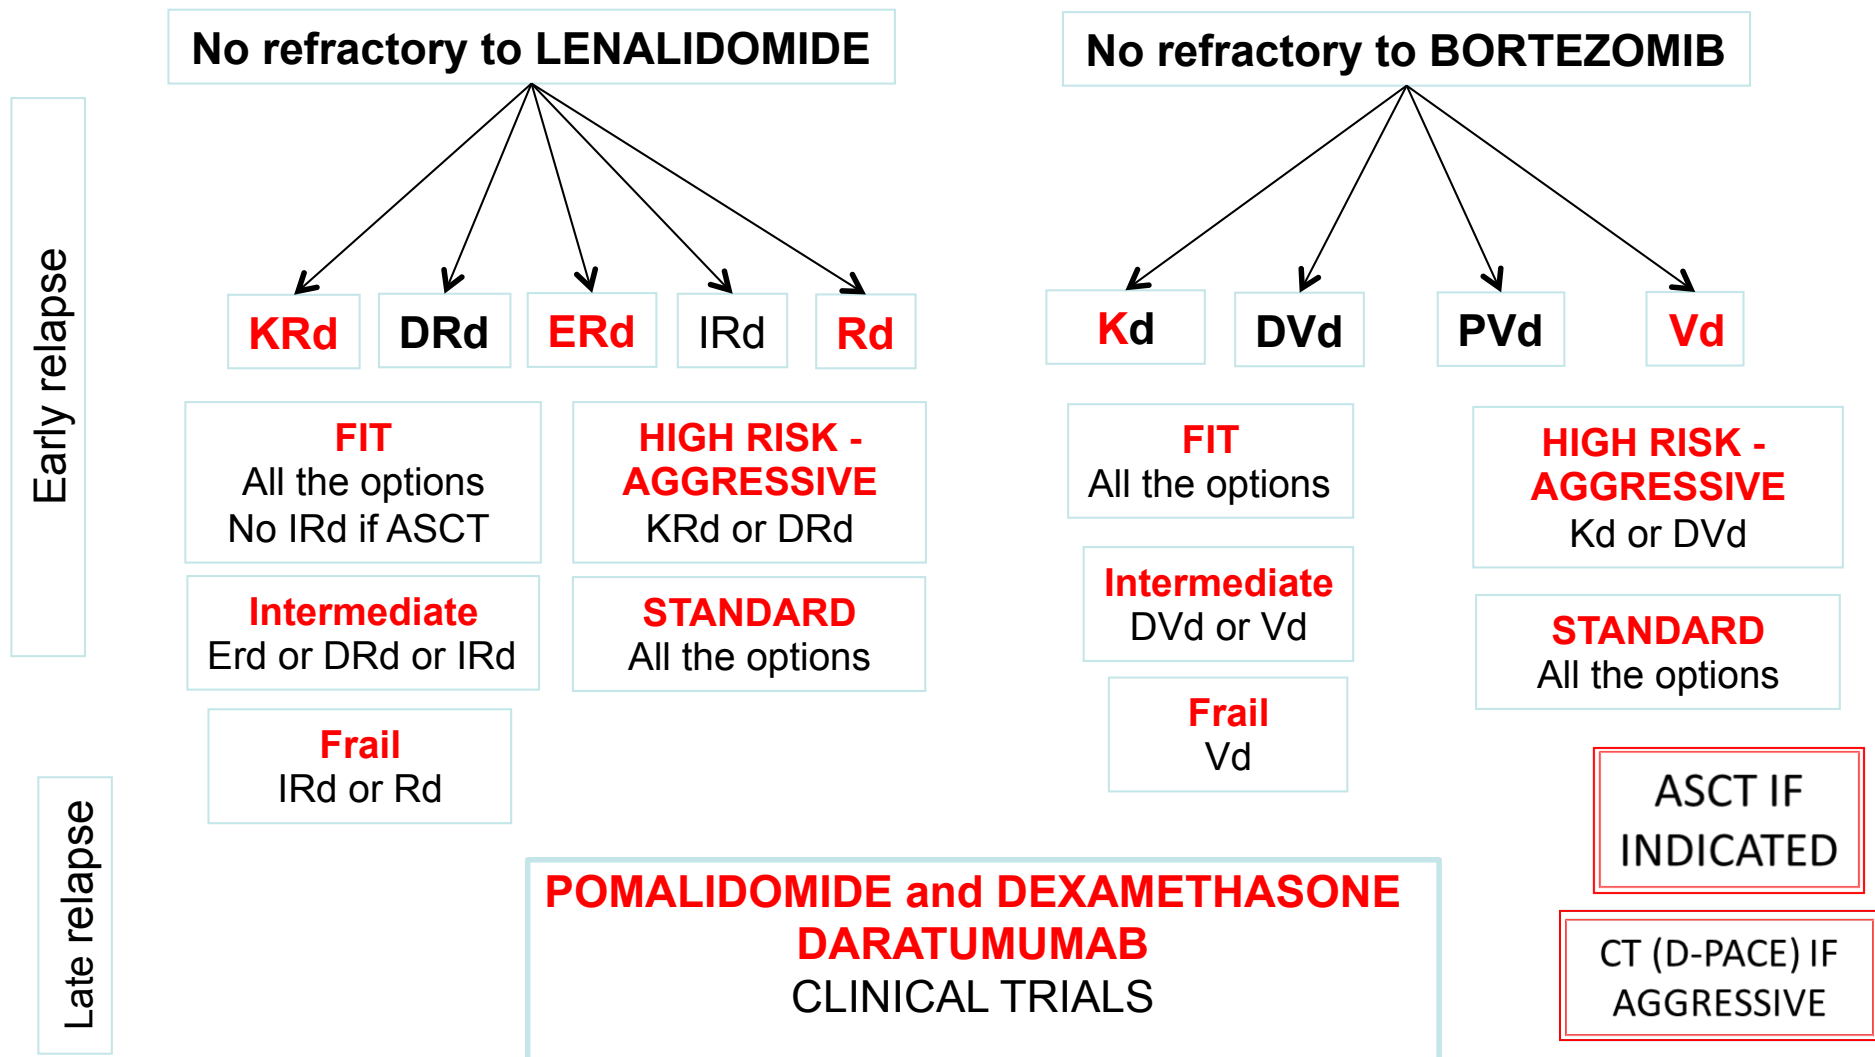 No refractory to LENALIDOMIDE
No refractory to BORTEZOMIB
Early relapse
KRd
DRd
ERd
IRd
Rd
Kd
DVd
PVd
Vd
FIT
All the options
No IRd if ASCT
HIGH RISK -
AGGRESSIVE
KRd or DRd
Intermediate
Erd or DRd or IRd
STANDARD
All the options
Frail
IRd or Rd
FIT
All the options
HIGH RISK -
AGGRESSIVE
Kd or DVd
Intermediate
DVd or Vd
STANDARD
All the options
Frail
Vd
Late relapse
POMALIDOMIDE and DEXAMETHASONE
DARATUMUMAB
CLINICAL TRIALS
ASCT IF
INDICATED
CT (D-PACE) IF
AGGRESSIVE